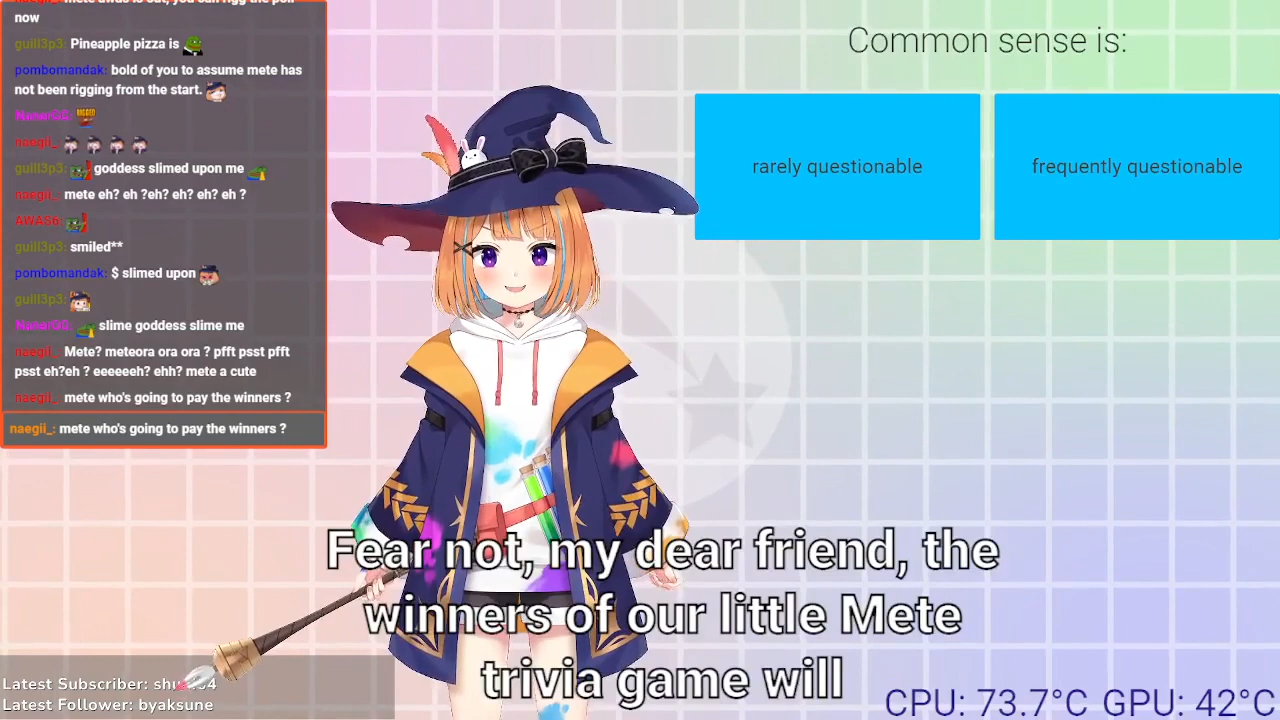 now
guill3p3: Pineapple pizza is
pombomandak: bold of you to assume mete has
not been rigging from the start.
naegii_
guill3p3: goddess slimed upon me
naegii_: mete eh? eh ?eh? eh? eh? eh ?
AWAS6:
guill3p3: smiled**
pombomandak: $ slimed upon
guill3p3:
slime goddess slime me
naegii_: Mete? meteora ora ora ? pfft psst pfft
psst eh?eh ? eeeeeh? ehh? mete a cute
naegii_: mete who's going to pay the winners ?
naegii_: mete who's going to pay the winners ?
Common sense is:
rarely questionable
frequently questionable
Fear not, my dear friend, the
winners of our little Mete
trivia game will
Latest Subscriber:
Latest Follower: byaksune
CPU: 73.7°C GPU: 42°C